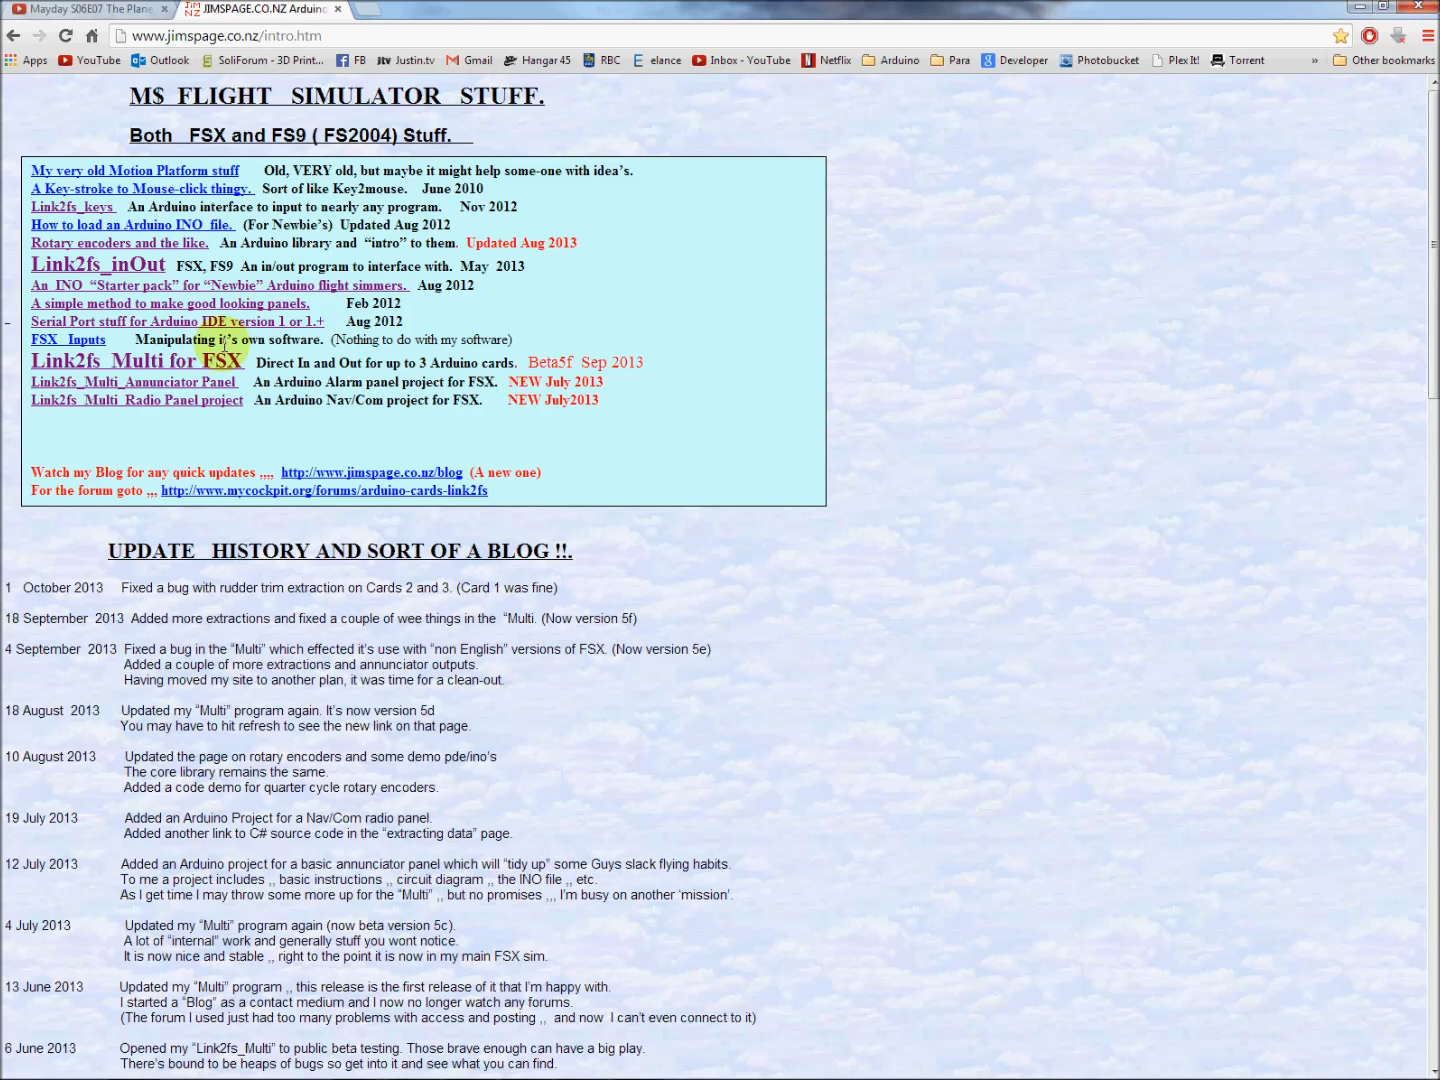 Mayday S06E07 The Plane
JIMSPAGE.CO.NZ Arduino
www.jimspage.co.nz/intro.htm
Apps YouTube Outlook SoliForum - 3D Print... FB Justin.tv Gmail Hangar 45 RBC elance Inbox - YouTube Netflix Arduino Para Developer Photobucket Plex It! Torrent » Other bookmarks
M$ FLIGHT SIMULATOR STUFF.
Both FSX and FS9 ( FS2004) Stuff.
My very old Motion Platform stuff Old, VERY old, but maybe it might help some-one with idea's.
A Key-stroke to Mouse-click thingy. Sort of like Key2mouse. June 2010
Link2fs_keys An Arduino interface to input to nearly any program. Nov 2012
How to load an Arduino INO file. (For Newbie's) Updated Aug 2012
Rotary encoders and the like. An Arduino library and “intro” to them. Updated Aug 2013
Link2fs_inOut FSX, FS9 An in/out program to interface with. May 2013
An INO “Starter pack” for “Newbie” Arduino flight simmers. Aug 2012
A simple method to make good looking panels. Feb 2012
Serial Port stuff for Arduino IDE version 1 or 1.+ Aug 2012
FSX Inputs Manipulating it's own software. (Nothing to do with my software)
Link2fs_Multi for FSX Direct In and Out for up to 3 Arduino cards. Beta5f Sep 2013
Link2fs_Multi_Annunciator Panel An Arduino Alarm panel project for FSX. NEW July 2013
Link2fs_Multi_Radio Panel project An Arduino Nav/Com project for FSX. NEW July2013
Watch my Blog for any quick updates ,,,, http://www.jimspage.co.nz/blog (A new one)
For the forum goto ,,, http://www.mycockpit.org/forums/arduino-cards-link2fs
UPDATE HISTORY AND SORT OF A BLOG !!.
1 October 2013 Fixed a bug with rudder trim extraction on Cards 2 and 3. (Card 1 was fine)
18 September 2013 Added more extractions and fixed a couple of wee things in the “Multi. (Now version 5f)
4 September 2013 Fixed a bug in the “Multi” which effected it's use with “non English” versions of FSX. (Now version 5e)
Added a couple of more extractions and annunciator outputs.
Having moved my site to another plan, it was time for a clean-out.
18 August 2013 Updated my “Multi” program again. It's now version 5d
You may have to hit refresh to see the new link on that page.
10 August 2013 Updated the page on rotary encoders and some demo pde/ino's
The core library remains the same.
Added a code demo for quarter cycle rotary encoders.
19 July 2013 Added an Arduino Project for a Nav/Com radio panel.
Added another link to C# source code in the “extracting data” page.
12 July 2013 Added an Arduino project for a basic annunciator panel which will “tidy up” some Guys slack flying habits.
To me a project includes ,, basic instructions ,, circuit diagram ,, the INO file ,, etc.
As I get time I may throw some more up for the “Multi” ,, but no promises ,,, I'm busy on another ‘mission’.
4 July 2013 Updated my “Multi” program again (now beta version 5c).
A lot of “internal” work and generally stuff you wont notice.
It is now nice and stable ,, right to the point it is now in my main FSX sim.
13 June 2013 Updated my “Multi” program ,, this release is the first release of it that I'm happy with.
I started a “Blog” as a contact medium and I now no longer watch any forums.
(The forum I used just had too many problems with access and posting ,, and now I can't even connect to it)
6 June 2013 Opened my “Link2fs_Multi” to public beta testing. Those brave enough can have a big play.
There's bound to be heaps of bugs so get into it and see what you can find.